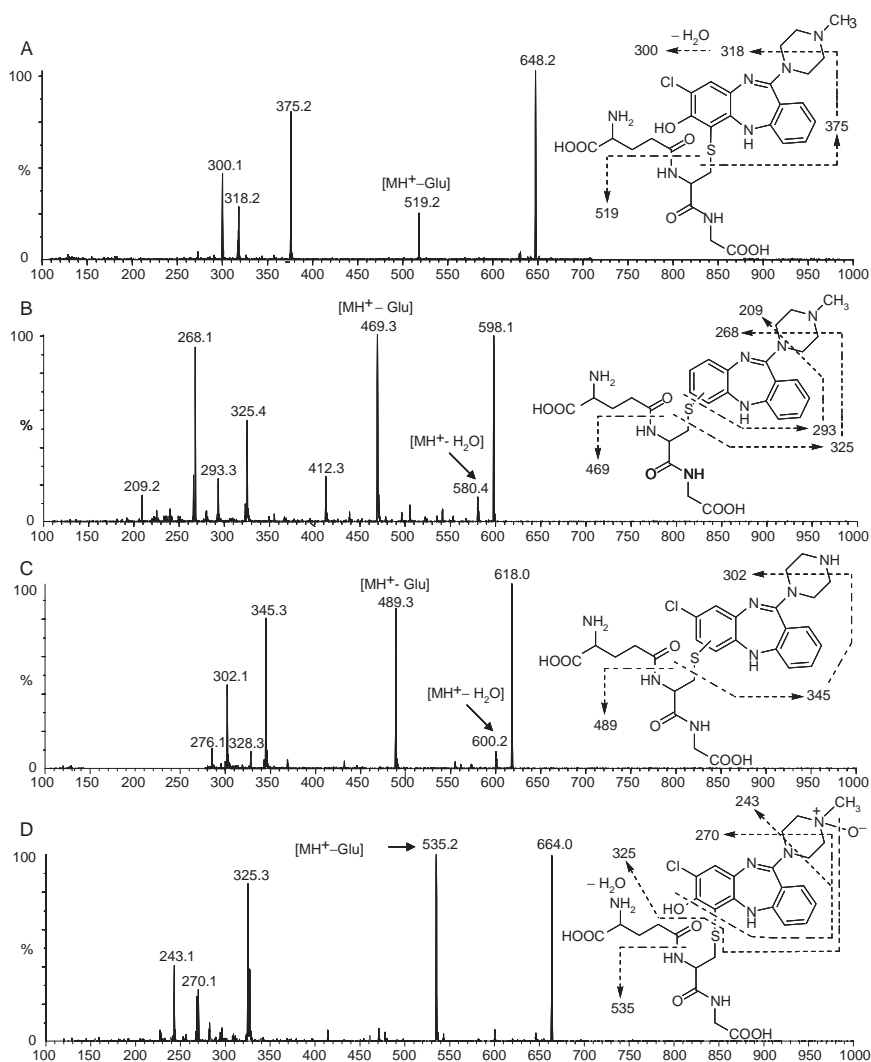 A
100
%
0
300.1
318.2
375.2
[MH⁺–Glu]
519.2
648.2
100 150 200 250 300 350 400 450 500 550 600 650 700 750 800 850 900 950 1000
– H₂O
300
318
375
519
CH₃
N
N
Cl
N
HO
N
H
S
NH₂
HOOC
O
HN
O
NH
COOH
B
100
%
0
209.2
268.1
293.3
325.4
412.3
[MH⁺ – Glu]
469.3
[MH⁺- H₂O]
580.4
598.1
100 150 200 250 300 350 400 450 500 550 600 650 700 750 800 850 900 950 1000
209
268
293
325
469
CH₃
N
N
N
N
H
S
NH₂
HOOC
O
HN
O
NH
COOH
C
100
%
0
276.1
302.1
328.3
345.3
[MH⁺- Glu]
489.3
[MH⁺– H₂O]
600.2
618.0
100 150 200 250 300 350 400 450 500 550 600 650 700 750 800 850 900 950 1000
302
345
489
NH
N
Cl
N
N
H
S
NH₂
HOOC
O
HN
O
NH
COOH
D
100
%
0
243.1
270.1
325.3
[MH⁺–Glu]
535.2
664.0
100 150 200 250 300 350 400 450 500 550 600 650 700 750 800 850 900 950 1000
243
270
325
– H₂O
535
+
CH₃
N
O⁻
N
Cl
N
HO
N
H
S
NH₂
HOOC
O
HN
O
NH
COOH